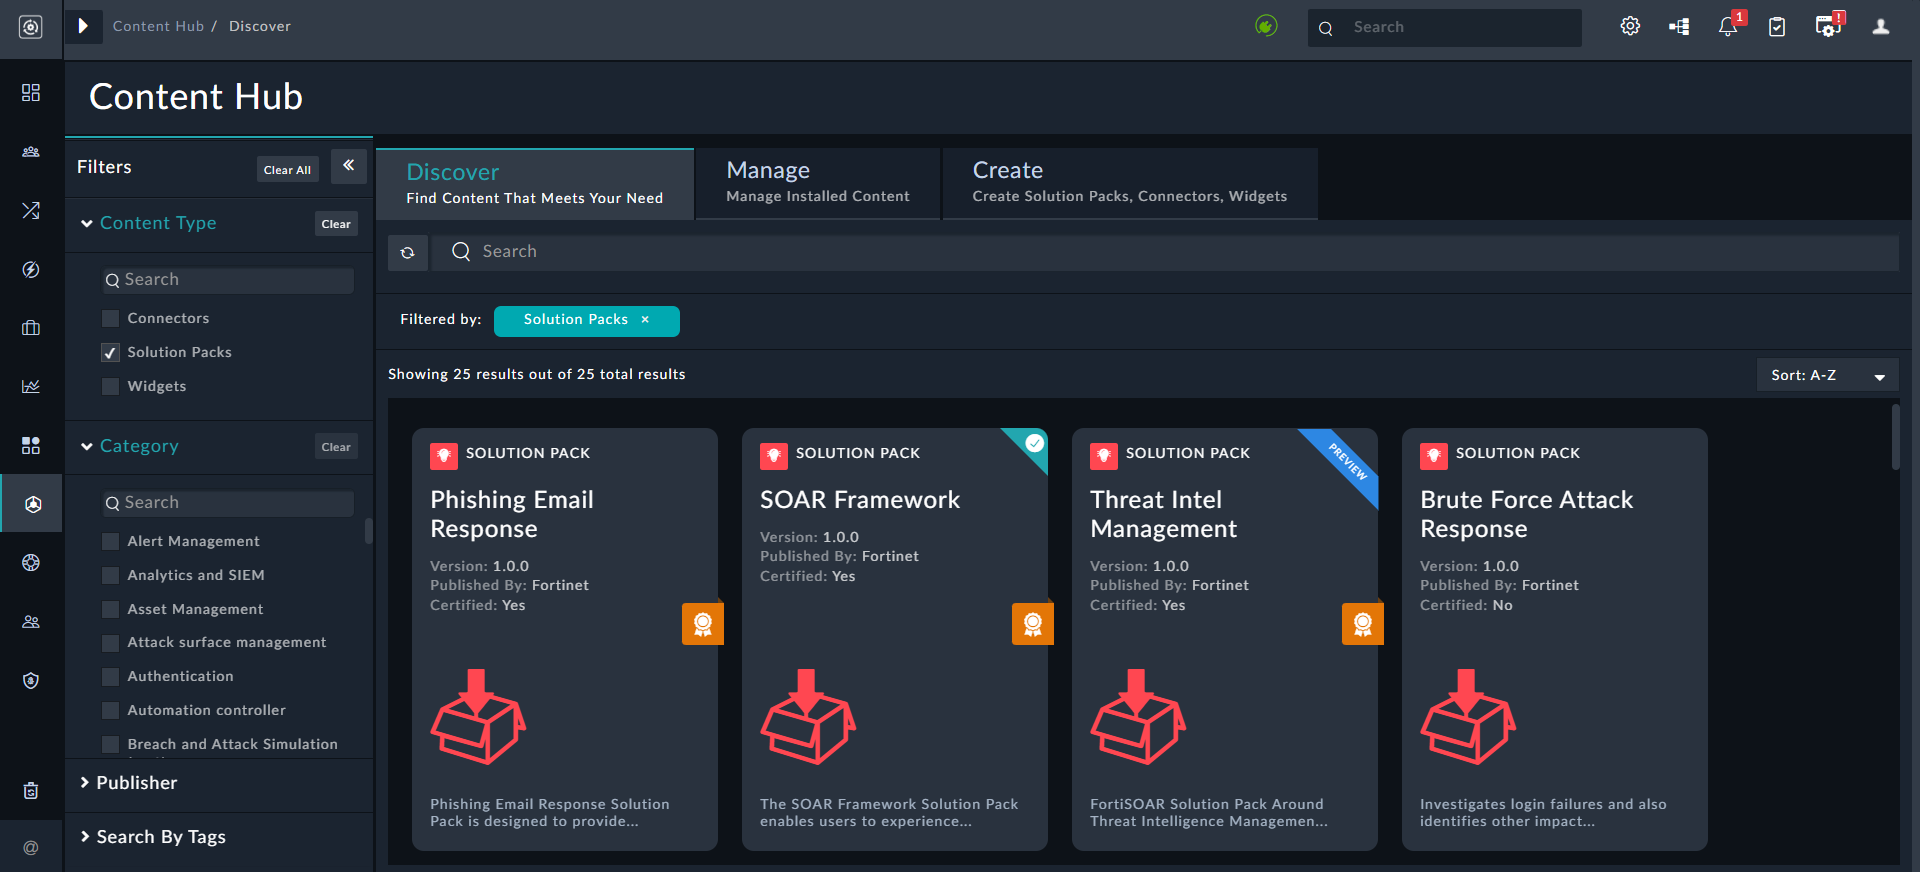 Content Hub / Discover
Search
1
!
Content Hub
Filters
Clear All
Content Type
Clear
Search
Connectors
Solution Packs
Widgets
Category
Clear
Search
Alert Management
Analytics and SIEM
Asset Management
Attack surface management
Authentication
Automation controller
Breach and Attack Simulation
Publisher
Search By Tags
@
Discover
Find Content That Meets Your Need
Manage
Manage Installed Content
Create
Create Solution Packs, Connectors, Widgets
Search
Filtered by:
Solution Packs ×
Showing 25 results out of 25 total results
Sort: A-Z
SOLUTION PACK
Phishing Email
Response
Version: 1.0.0
Published By: Fortinet
Certified: Yes
Phishing Email Response Solution
Pack is designed to provide...
SOLUTION PACK
SOAR Framework
Version: 1.0.0
Published By: Fortinet
Certified: Yes
The SOAR Framework Solution Pack
enables users to experience...
SOLUTION PACK
PREVIEW
Threat Intel
Management
Version: 1.0.0
Published By: Fortinet
Certified: Yes
FortiSOAR Solution Pack Around
Threat Intelligence Managemen...
SOLUTION PACK
Brute Force Attack
Response
Version: 1.0.0
Published By: Fortinet
Certified: No
Investigates login failures and also
identifies other impact...